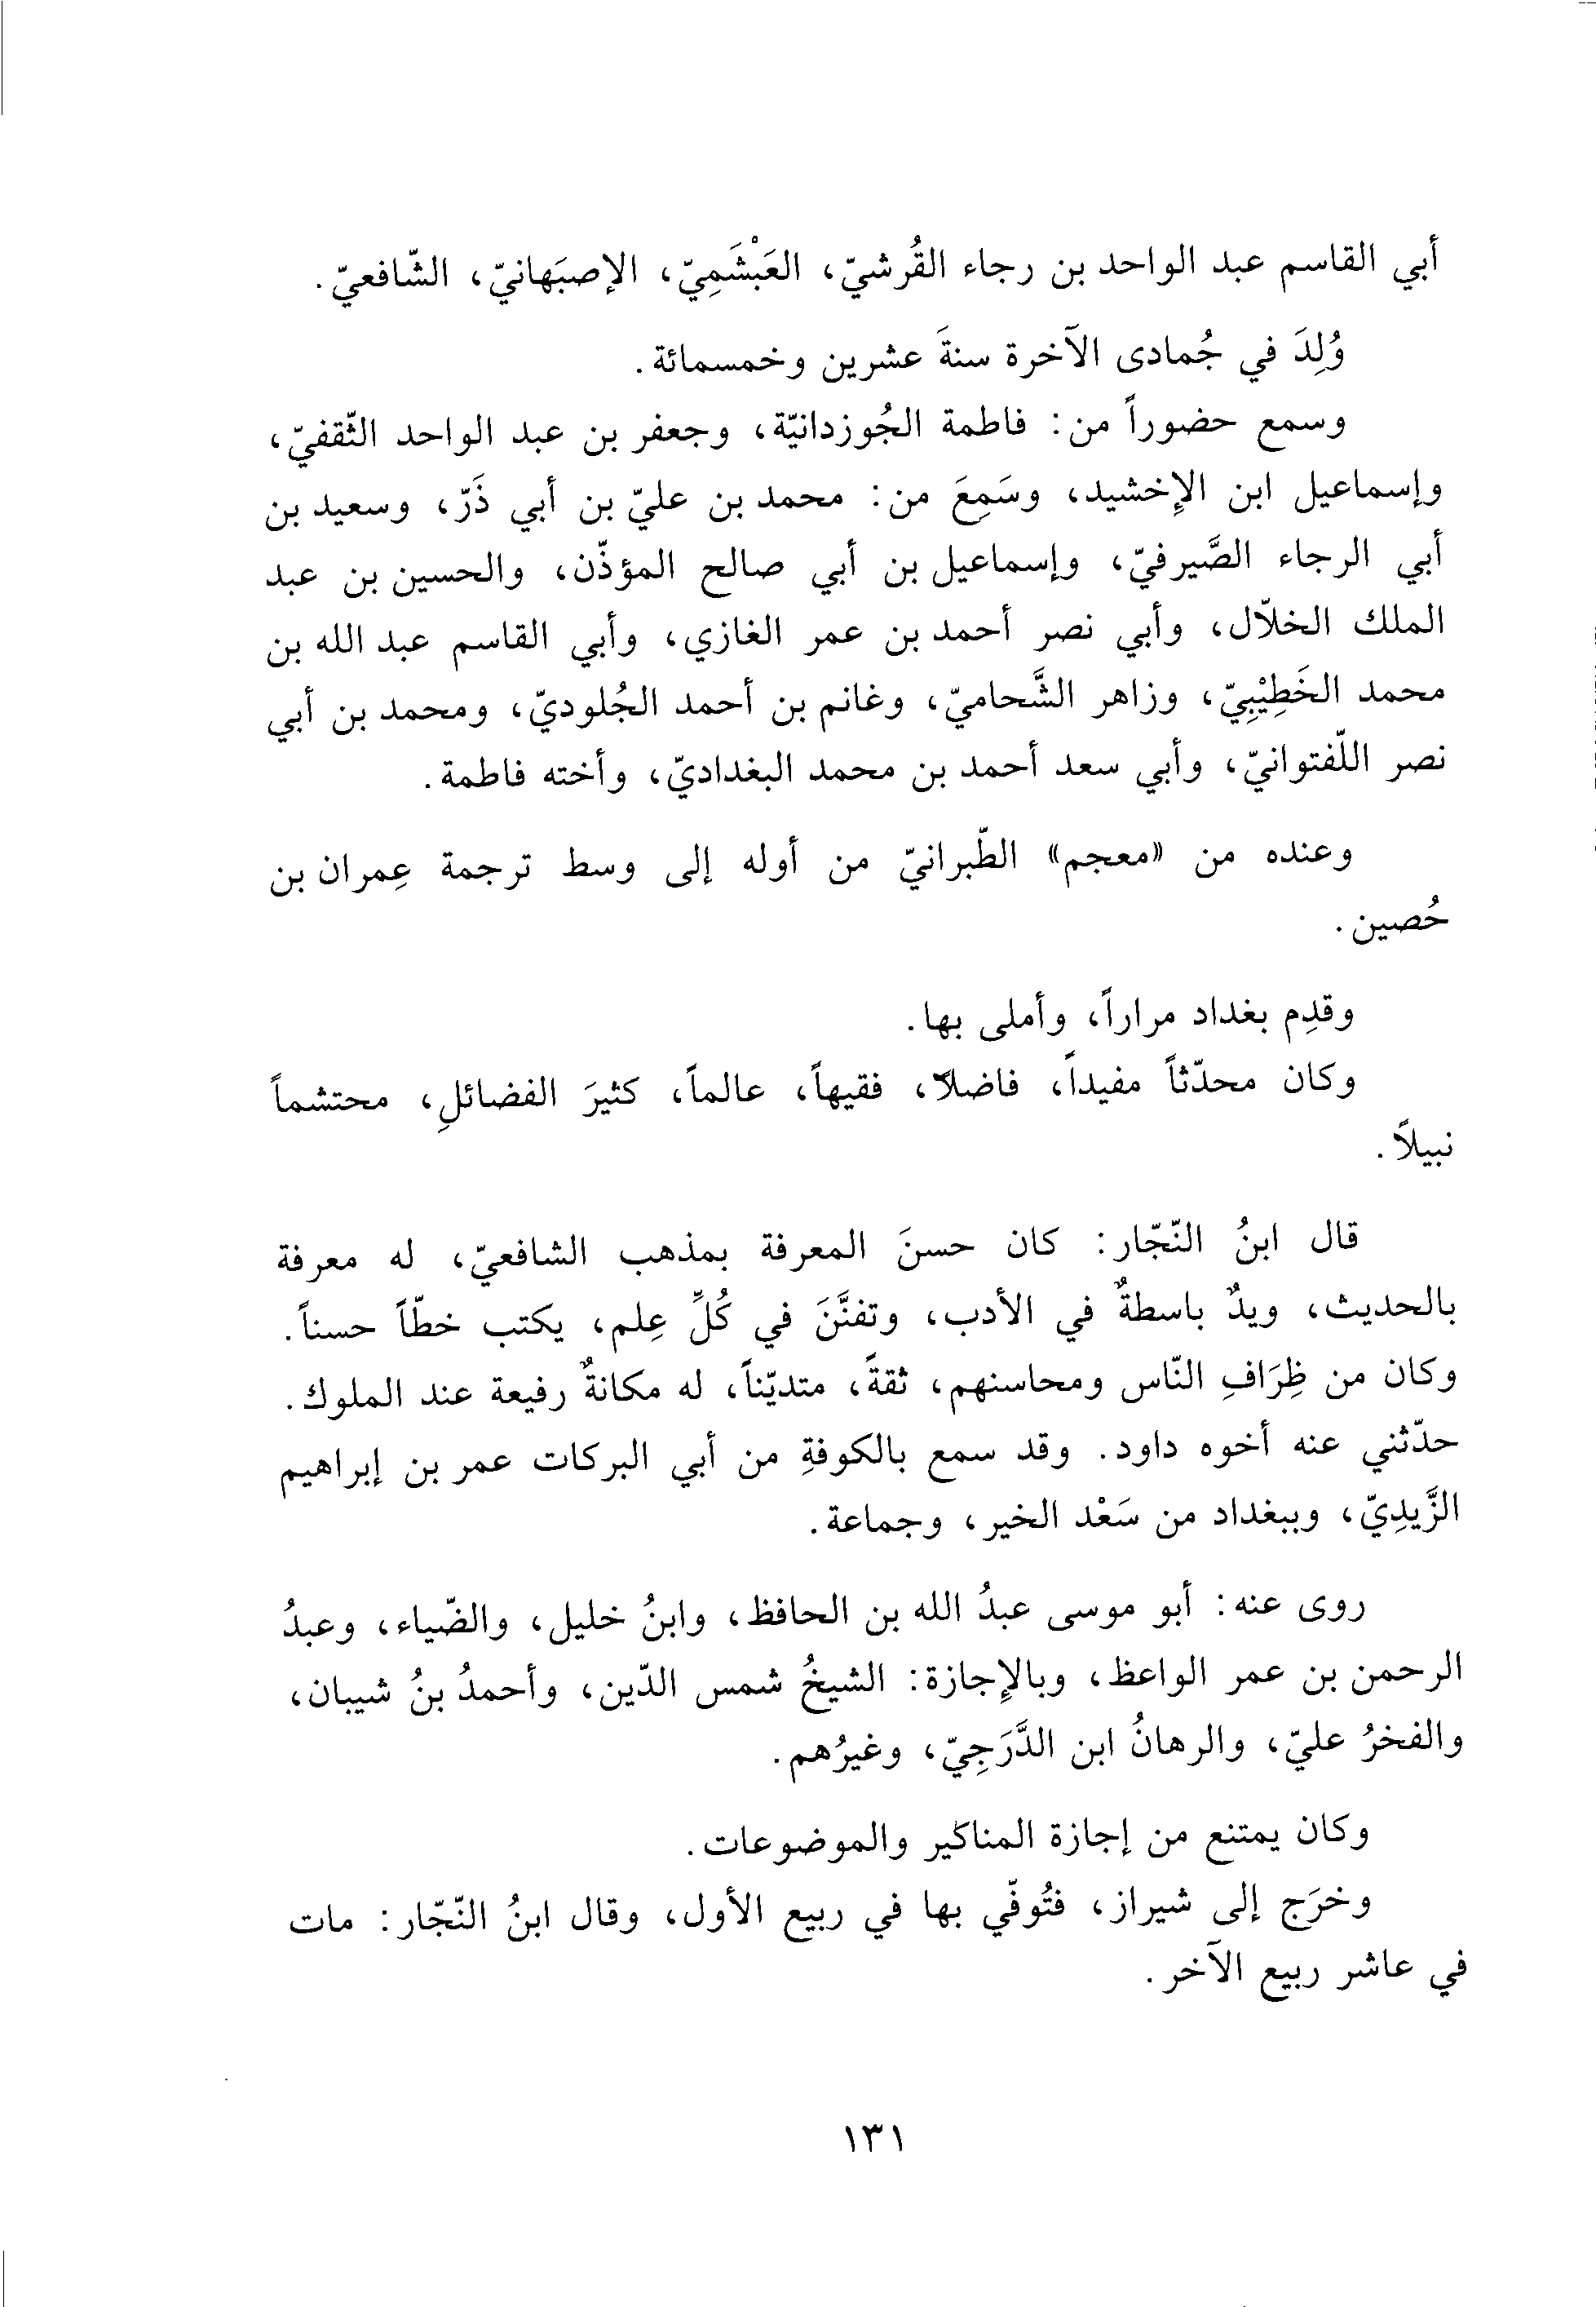 أبي القاسم عبد الواحد بن رجاء القُرشيّ، العَبْشَمِيّ، الإصبَهانيّ، الشّافعيّ.
وُلِدَ في جُمادى الآخرة سنةَ عشرين وخمسمائة.
وسمع حضوراً من: فاطمة الجُوزدانيّة، وجعفر بن عبد الواحد الثّقفيّ،
وإسماعيل ابن الإخشيد، وسَمِعَ من: محمد بن عليّ بن أبي ذَرّ، وسعيد بن
أبي الرجاء الصَّيرفيّ، وإسماعيل بن أبي صالح المؤذّن، والحسين بن عبد
الملك الخلاّل، وأبي نصر أحمد بن عمر الغازي، وأبي القاسم عبد الله بن
محمد الخَطِيْبِيّ، وزاهر الشَّحاميّ، وغانم بن أحمد الجُلوديّ، ومحمد بن أبي
نصر اللّفتوانيّ، وأبي سعد أحمد بن محمد البغداديّ، وأخته فاطمة.
وعنده من «معجم» الطّبرانيّ من أوله إلى وسط ترجمة عِمران بن
حُصين.
وقدِم بغداد مراراً، وأملى بها.
وكان محدّثاً مفيداً، فاضلاً، فقيهاً، عالماً، كثيرَ الفضائلِ، محتشماً
نبيلاً.
قال ابنُ النّجّار: كان حسنَ المعرفة بمذهب الشافعيّ، له معرفة
بالحديث، ويدٌ باسطةٌ في الأدب، وتفنَّنَ في كُلِّ عِلم، يكتب خطّاً حسناً.
وكان من ظِرَافِ النّاس ومحاسنهم، ثقةً، متديّناً، له مكانةٌ رفيعة عند الملوك.
حدّثني عنه أخوه داود. وقد سمع بالكوفةِ من أبي البركات عمر بن إبراهيم
الزَّيدِيّ، وببغداد من سَعْد الخير، وجماعة.
روى عنه: أبو موسى عبدُ الله بن الحافظ، وابنُ خليل، والضّياء، وعبدُ
الرحمن بن عمر الواعظ، وبالإجازة: الشيخُ شمس الدّين، وأحمدُ بنُ شيبان،
والفخرُ عليّ، والرهانُ ابن الدَّرَجِيّ، وغيرُهم.
وكان يمتنع من إجازة المناكير والموضوعات.
وخرَج إلى شيراز، فتُوفّي بها في ربيع الأول، وقال ابنُ النّجّار: مات
في عاشر ربيع الآخر.
١٣١